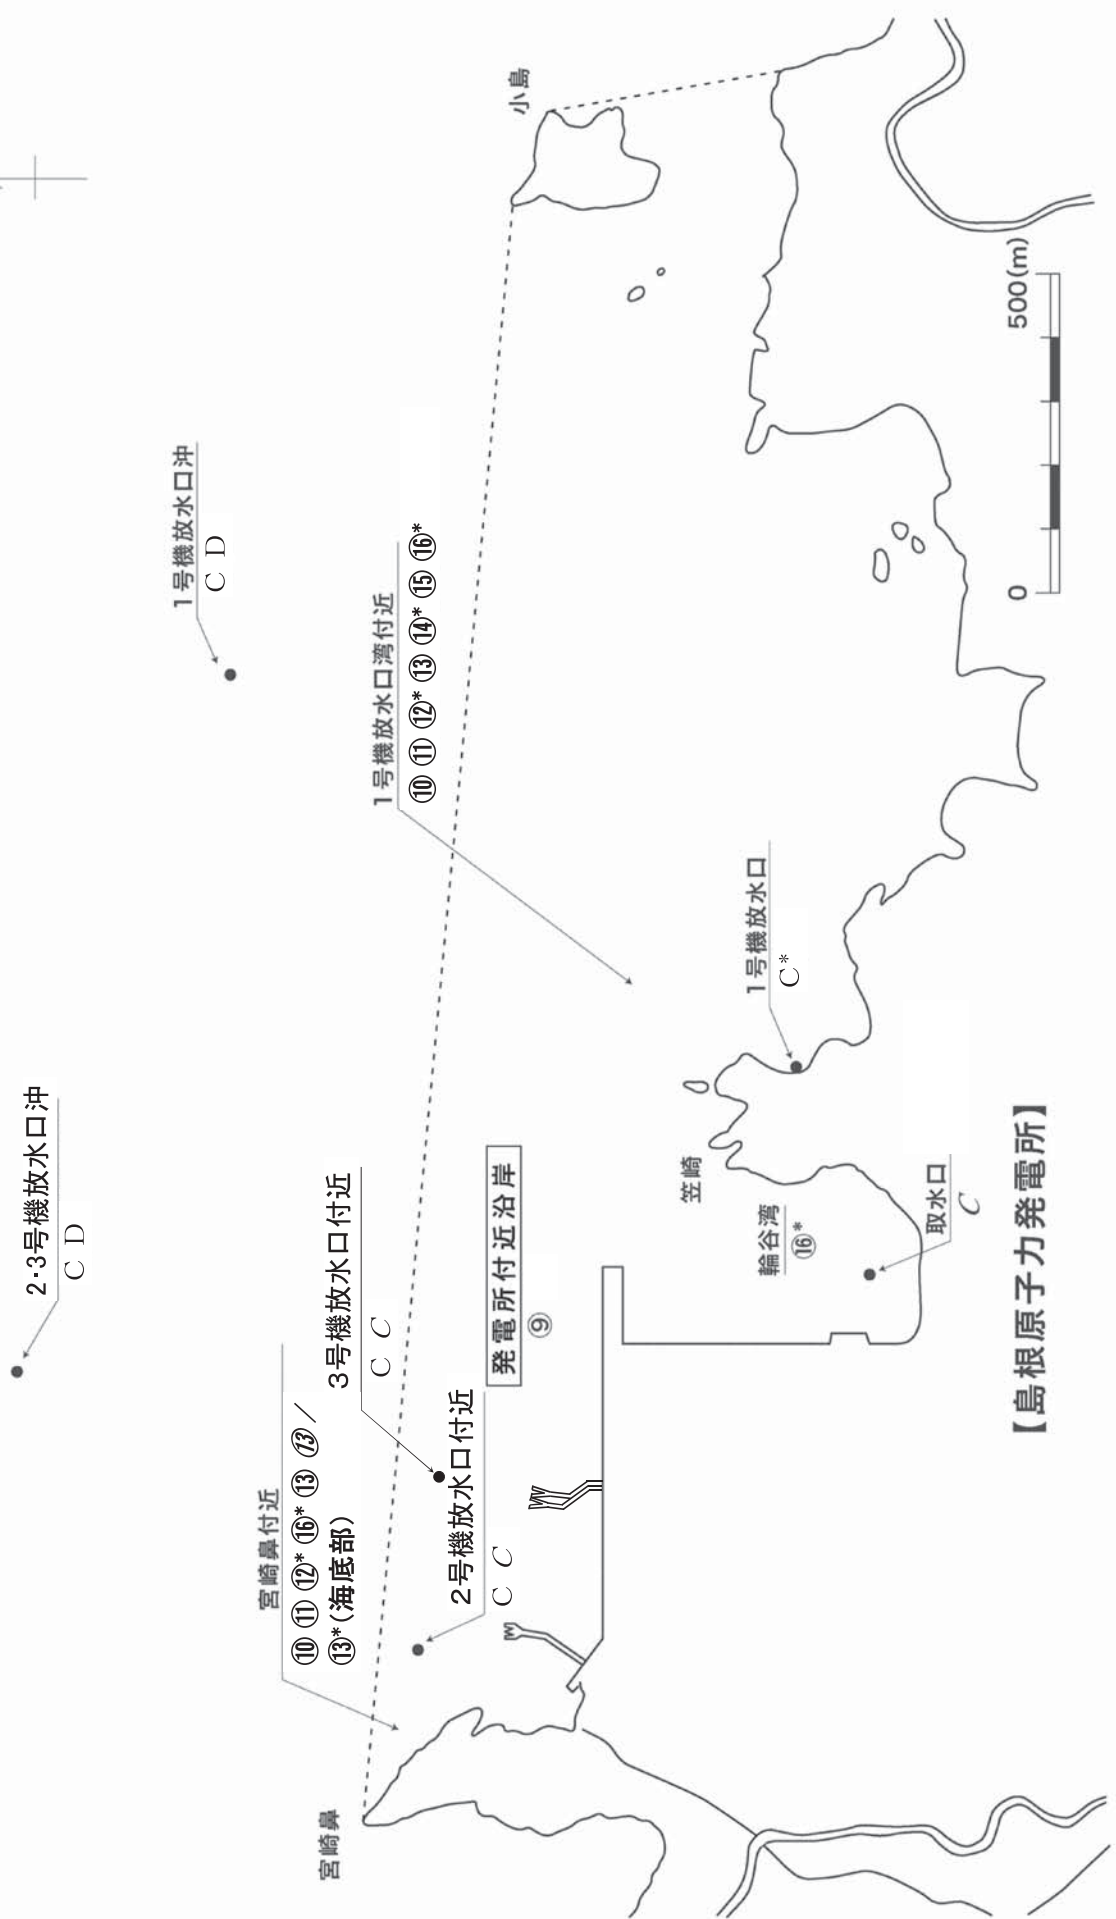 2・3号機放水口沖
C D
1号機放水口沖
C D
宮崎鼻付近
⑩ ⑪ ⑫* ⑯* ⑬ ⑬ /
⑬*(海底部)
3号機放水口付近
C C
1号機放水口湾付近
⑩ ⑪ ⑫* ⑬ ⑭* ⑮ ⑯*
小島
宮崎鼻
2号機放水口付近
C C
発電所付近沿岸
⑨
笠崎
1号機放水口
C*
輪谷湾
⑯*
取水口
C
0
500(m)
【島根原子力発電所】